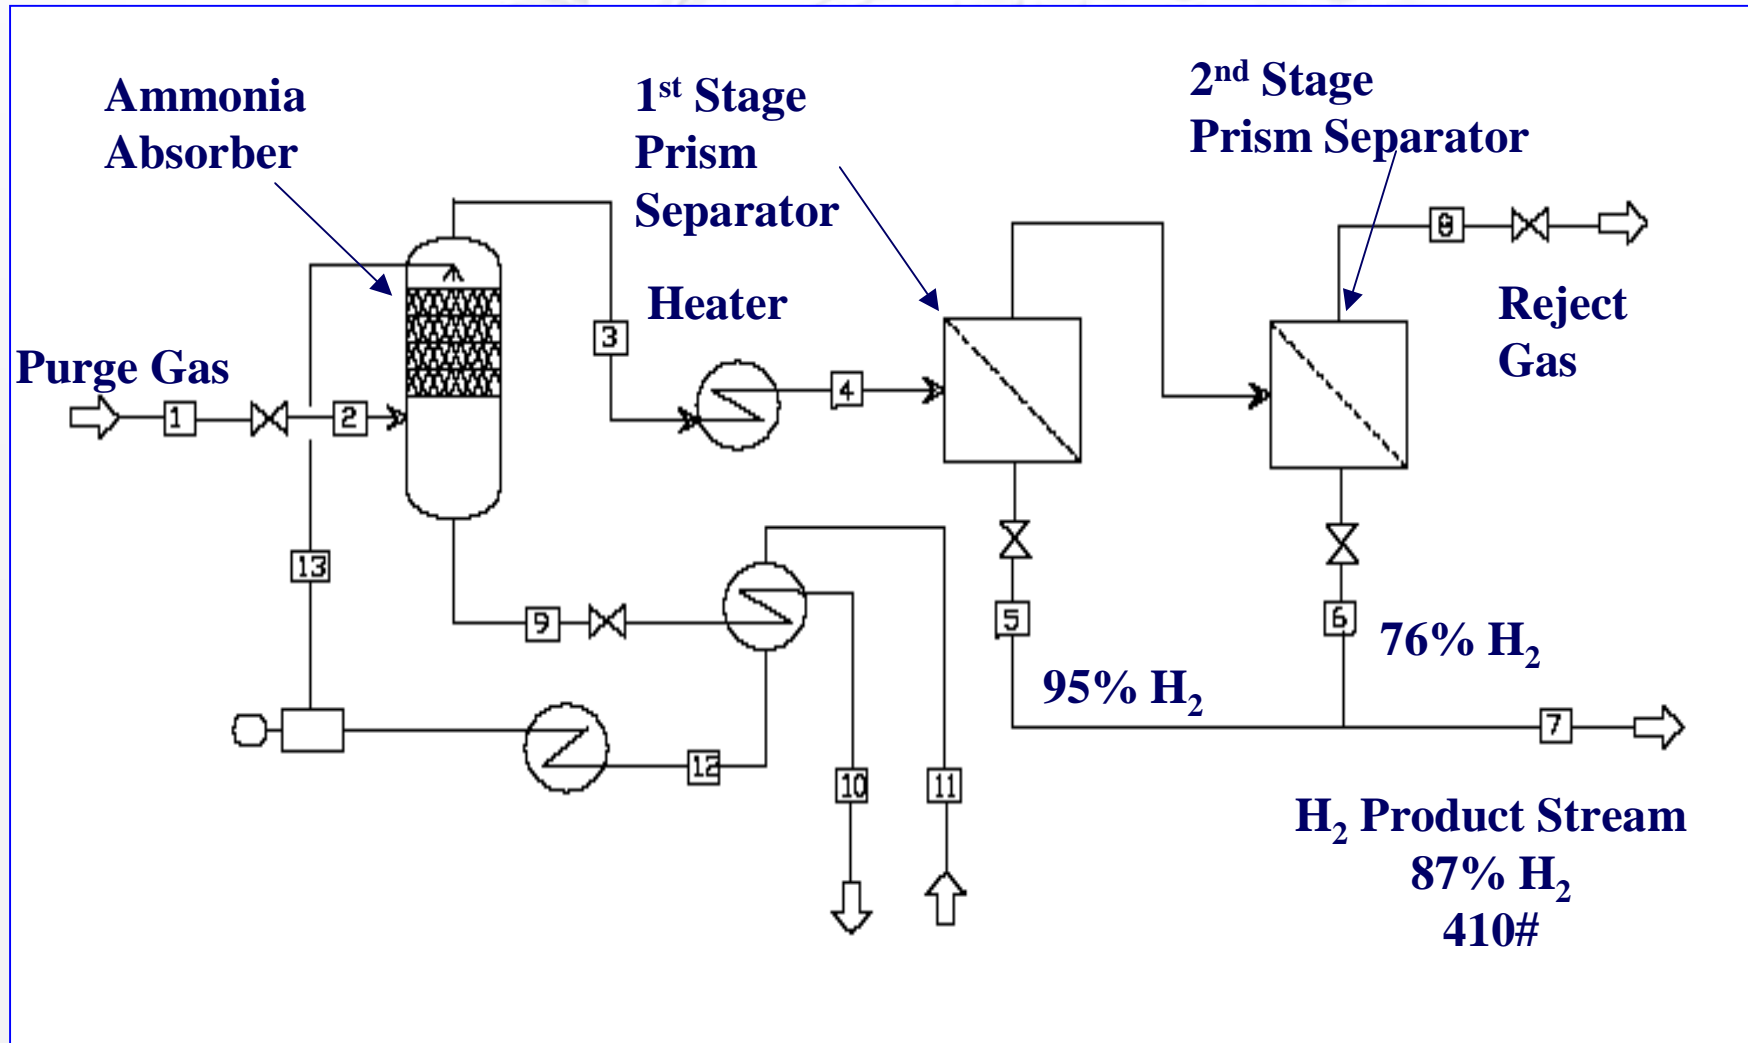 Ammonia
Absorber
1st Stage
Prism
Separator
2nd Stage
Prism Separator
Heater
Reject
Gas
Purge Gas
1
2
3
4
8
13
9
5
6
76% H2
95% H2
12
10
11
7
H2 Product Stream
87% H2
410#